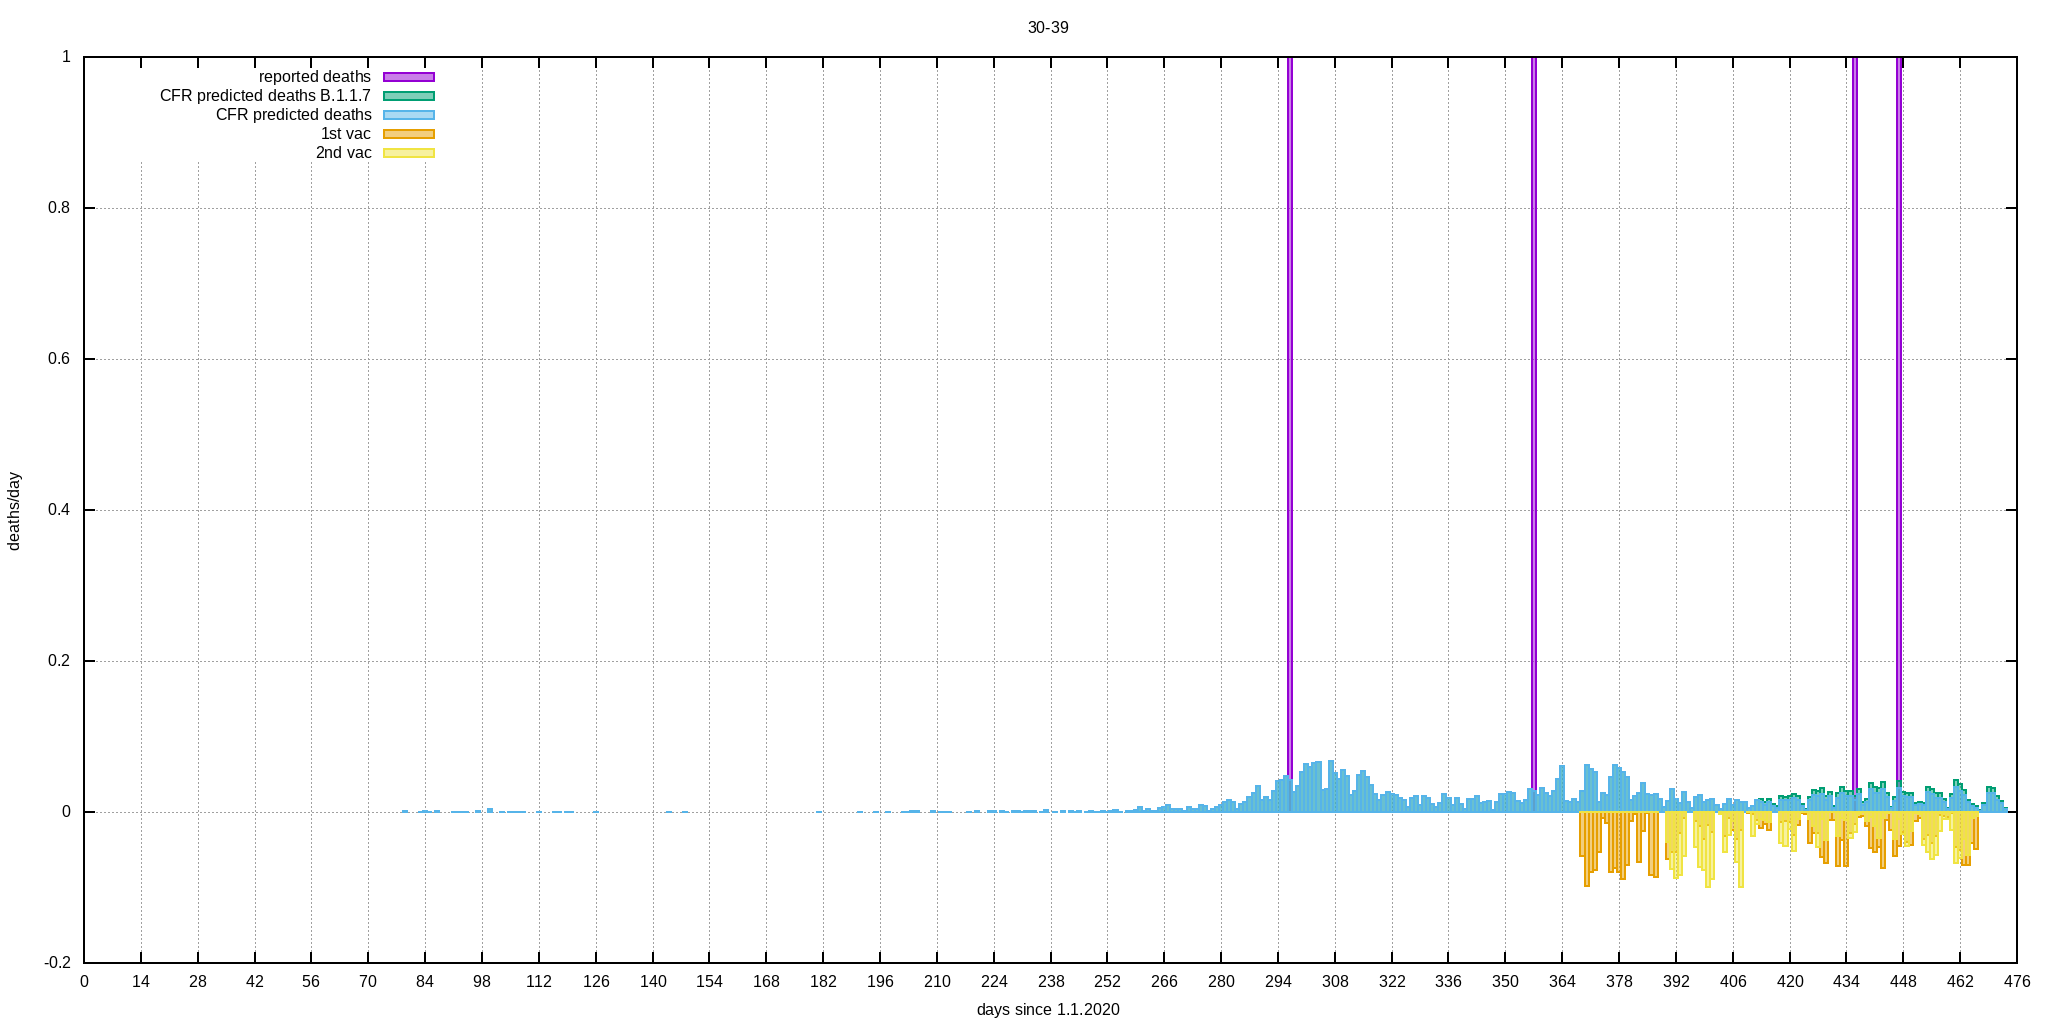 30-39
1
reported deaths
CFR predicted deaths B.1.1.7
CFR predicted deaths
1st vac
2nd vac
0.8
0.6
0.4
0.2
0
-0.2
deaths/day
0 14 28 42 56 70 84 98 112 126 140 154 168 182 196 210 224 238 252 266 280 294 308 322 336 350 364 378 392 406 420 434 448 462 476
days since 1.1.2020